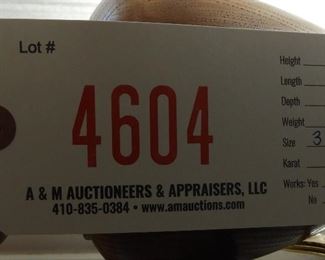 Lot #
4604
A & M AUCTIONEERS & APPRAISERS, LLC
410-835-0384 • www.amauctions.com
Height
Length
Depth
Weight
Size 3
Karat
Works: Yes
No